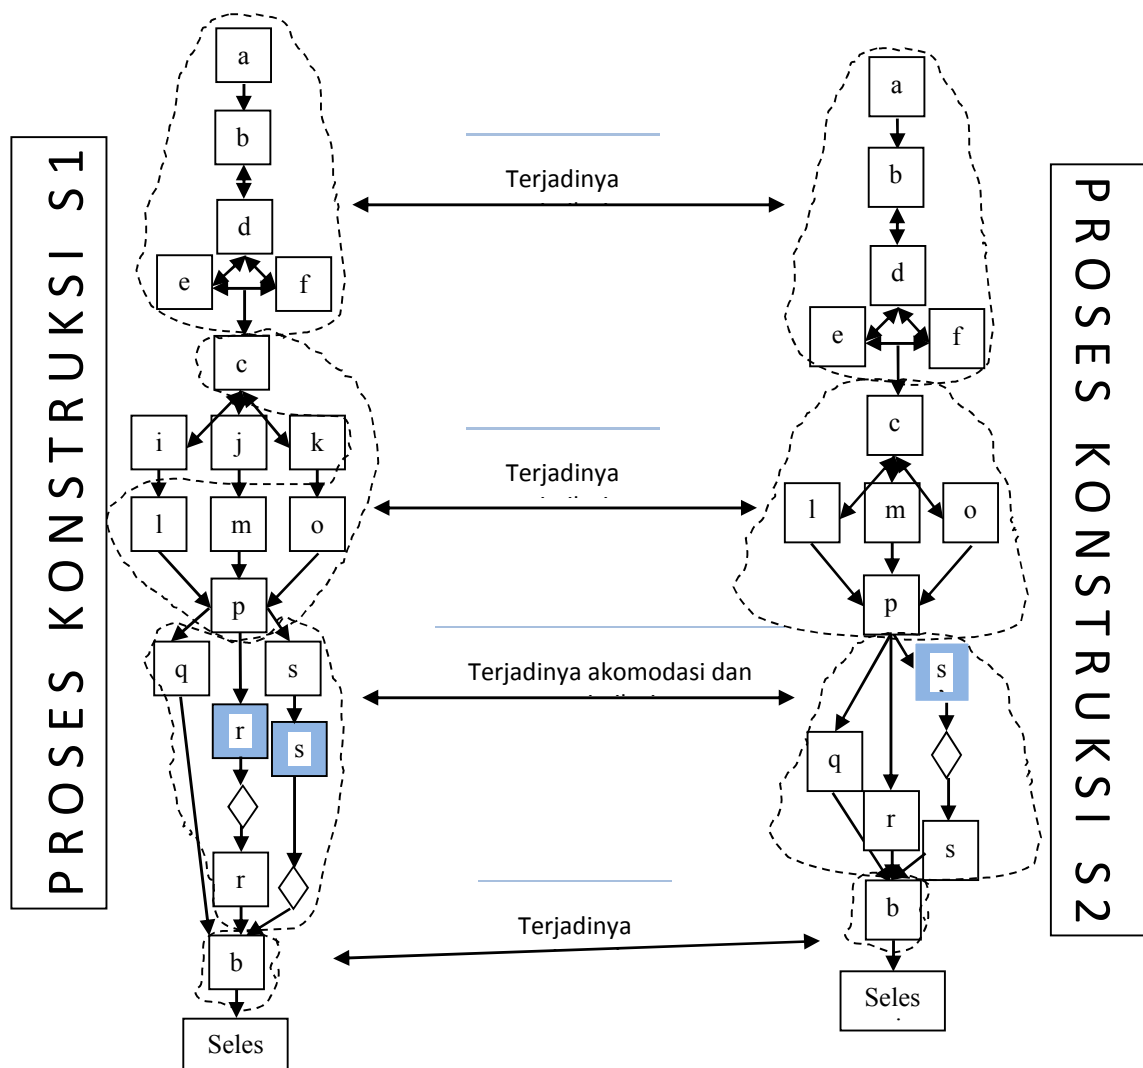 PROSES KONSTRUKSI S1
a
b
d
e f
c
i j k
l m o
p
q s
r s
r
b
Seles
Terjadinya
Terjadinya
Terjadinya akomodasi dan
Terjadinya
a
b
d
e f
c
l m o
p
s
q
r s
b
Seles
PROSES KONSTRUKSI S2